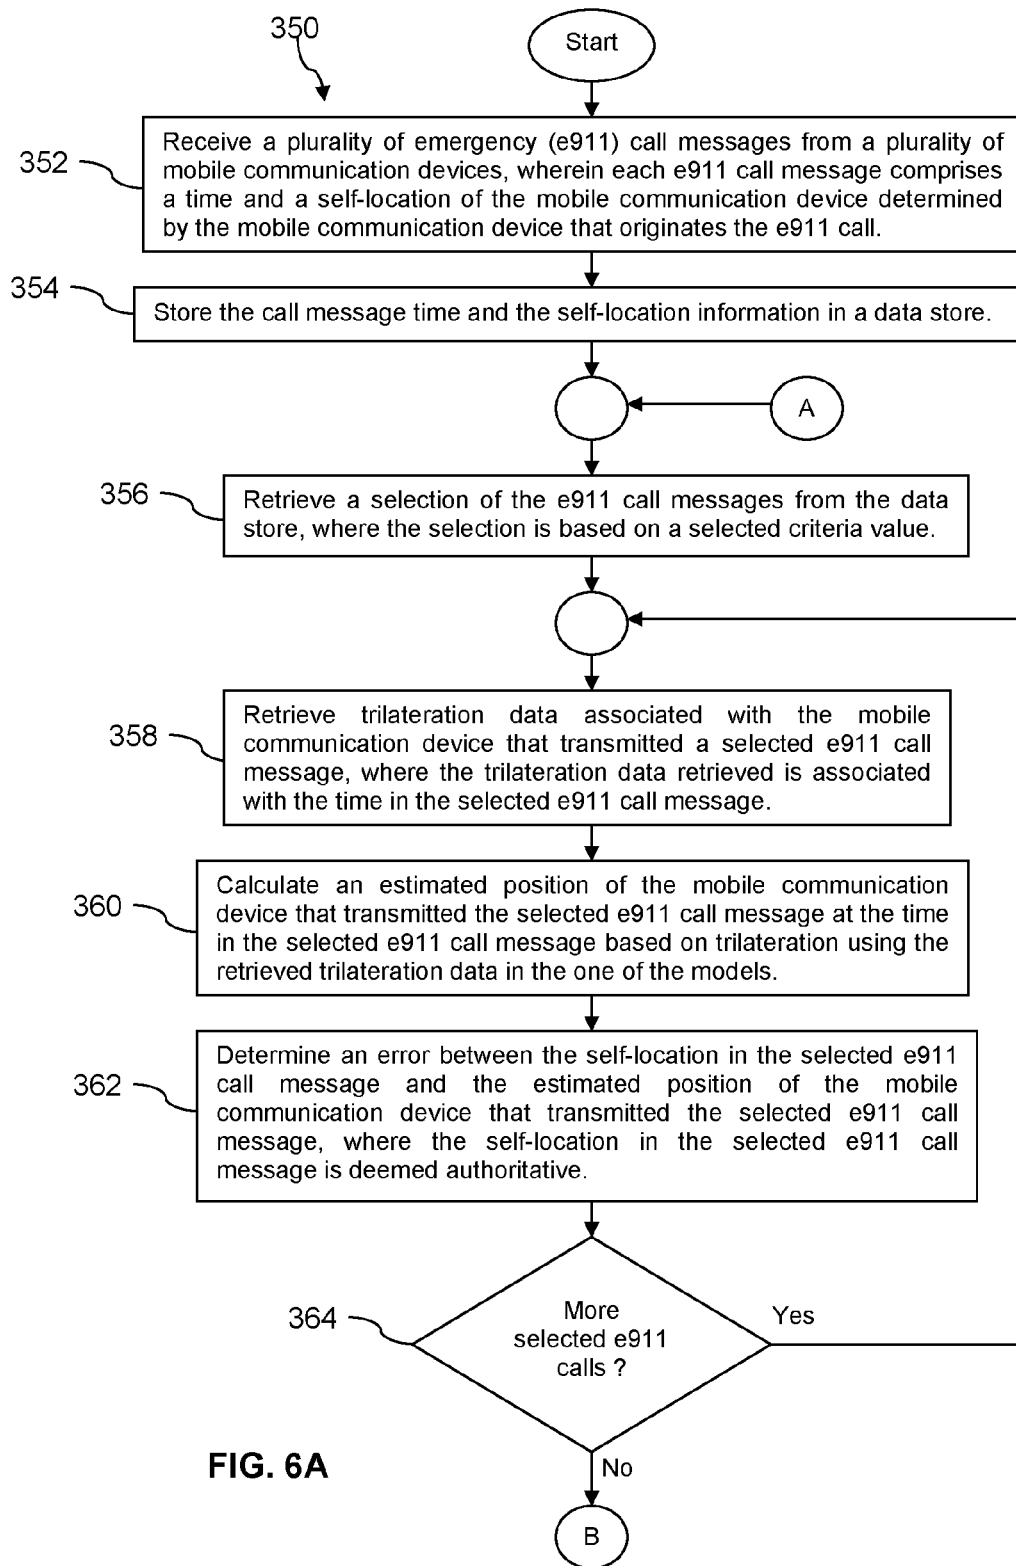 350
Start
352
Receive a plurality of emergency (e911) call messages from a plurality of
mobile communication devices, wherein each e911 call message comprises
a time and a self-location of the mobile communication device determined
by the mobile communication device that originates the e911 call.
354
Store the call message time and the self-location information in a data store.
A
356
Retrieve a selection of the e911 call messages from the data
store, where the selection is based on a selected criteria value.
358
Retrieve trilateration data associated with the mobile
communication device that transmitted a selected e911 call
message, where the trilateration data retrieved is associated
with the time in the selected e911 call message.
360
Calculate an estimated position of the mobile communication
device that transmitted the selected e911 call message at the time
in the selected e911 call message based on trilateration using the
retrieved trilateration data in the one of the models.
362
Determine an error between the self-location in the selected e911
call message and the estimated position of the mobile
communication device that transmitted the selected e911 call
message, where the self-location in the selected e911 call
message is deemed authoritative.
364
More
selected e911
calls ?
Yes
FIG. 6A
No
B